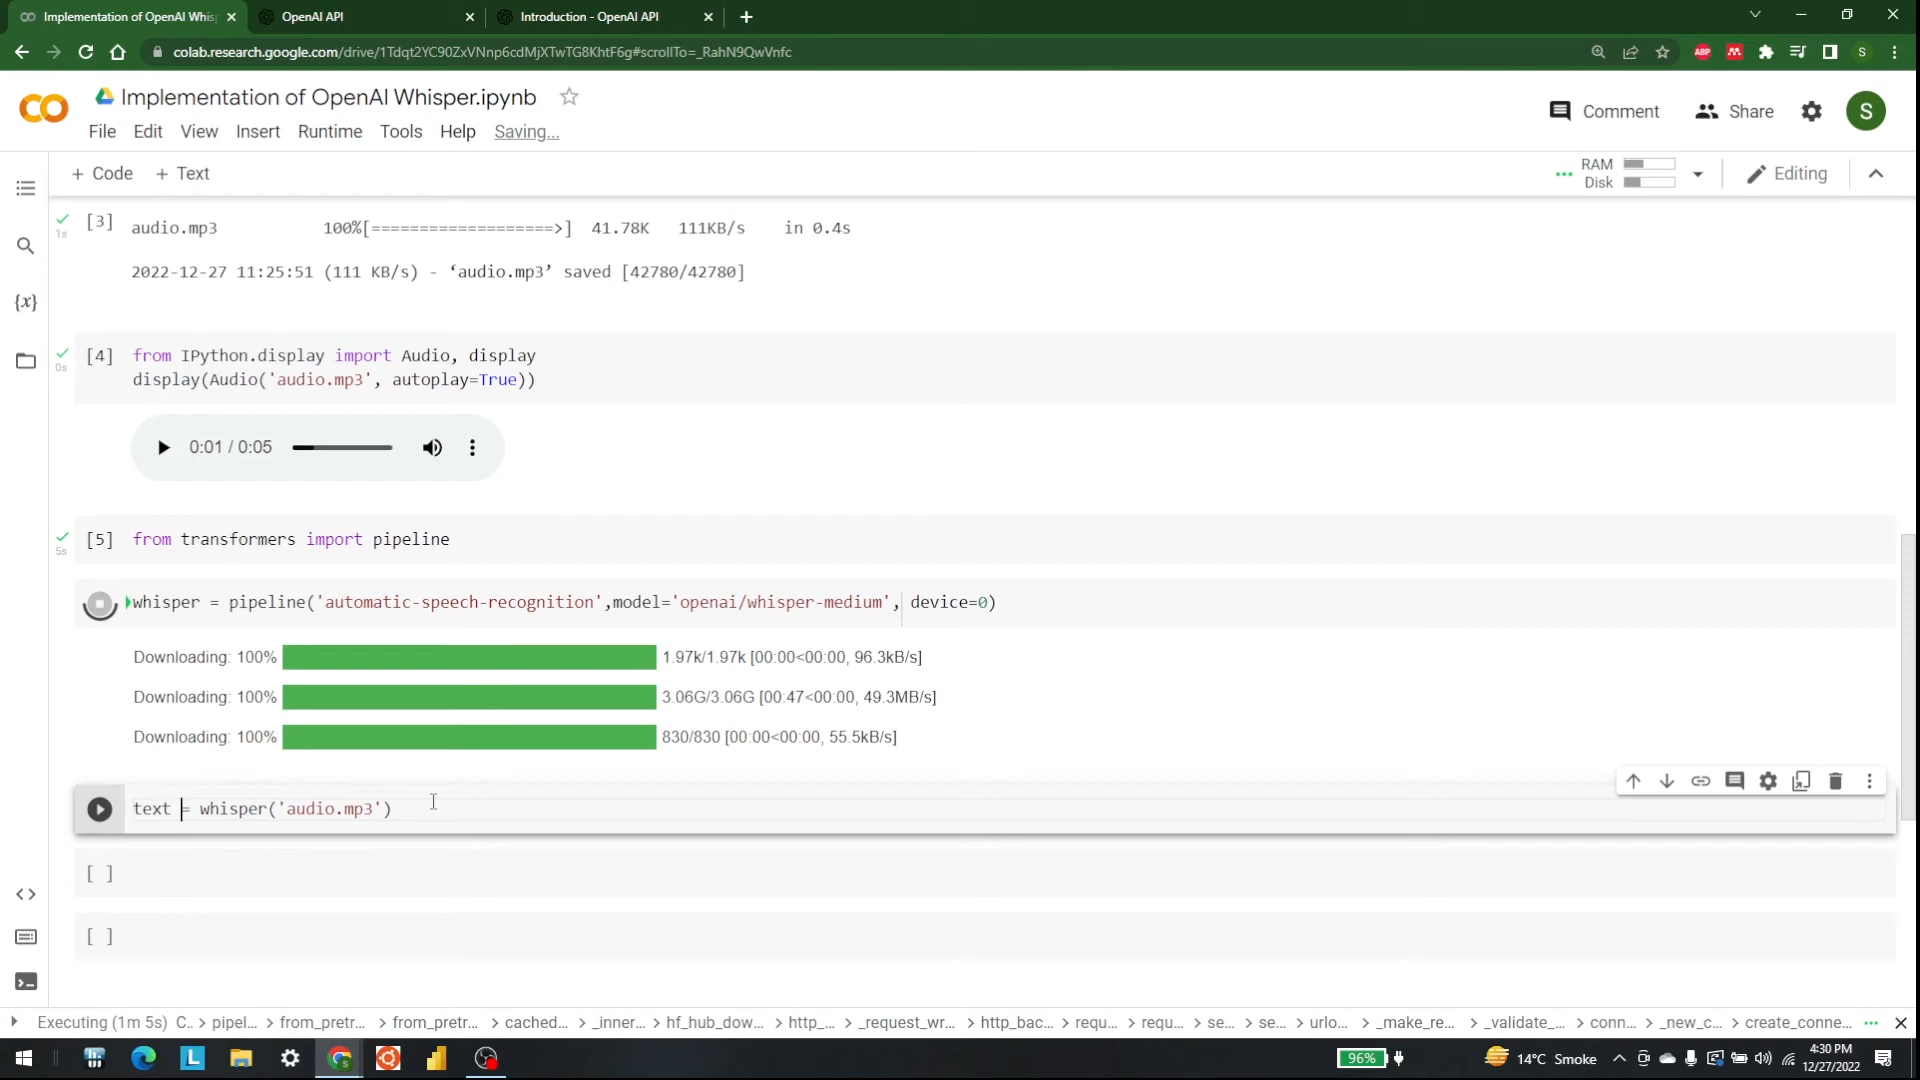 Implementation of OpenAI Whis
OpenAI API
Introduction - OpenAI API
colab.research.google.com/drive/1Tdqt2YC90ZxVNnp6cdMjXTwTG8KhtF6g#scrollTo=_RahN9QwVnfc
ABP
S
CO
Implementation of OpenAI Whisper.ipynb
Comment
Share
S
File Edit View Insert Runtime Tools Help Saving...
+ Code + Text
RAM
Disk
Editing
{x}
1s
[3]
audio.mp3 100%[===================>] 41.78K 111KB/s in 0.4s
2022-12-27 11:25:51 (111 KB/s) - ‘audio.mp3’ saved [42780/42780]
0s
[4] from IPython.display import Audio, display
display(Audio('audio.mp3', autoplay=True))
0:01 / 0:05
5s
[5] from transformers import pipeline
whisper = pipeline('automatic-speech-recognition',model='openai/whisper-medium', device=0)
Downloading: 100% 1.97k/1.97k [00:00<00:00, 96.3kB/s]
Downloading: 100% 3.06G/3.06G [00:47<00:00, 49.3MB/s]
Downloading: 100% 830/830 [00:00<00:00, 55.5kB/s]
text = whisper('audio.mp3')
[ ]
[ ]
Executing (1m 5s) C... > pipel... > from_pretr... > from_pretr... > cached... > _inner... > hf_hub_dow... > http_... > _request_wr... > http_bac... > requ... > requ... > se... > se... > urlo... > _make_re... > _validate_... > conn... > _new_c... > create_conne...
L
96%
14°C Smoke
4:30 PM
12/27/2022